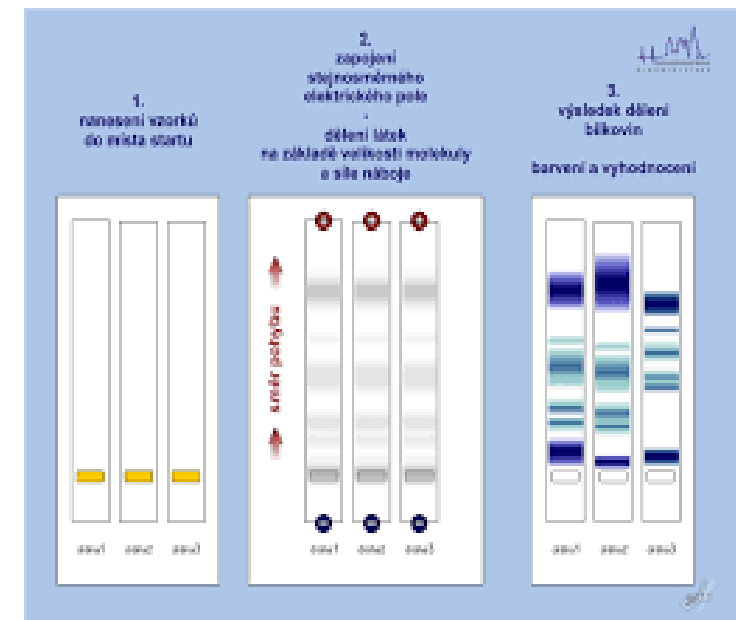 1.
nanesení vzorků
do místa startu
2.
zapojení
stejnosměrného
elektrického pole
-
dělení látek
na základě velikosti molekuly
a síle náboje
3.
výsledek dělení
bílkovin
barvení a vyhodnocení
směr pohybu
+ + +
- - -